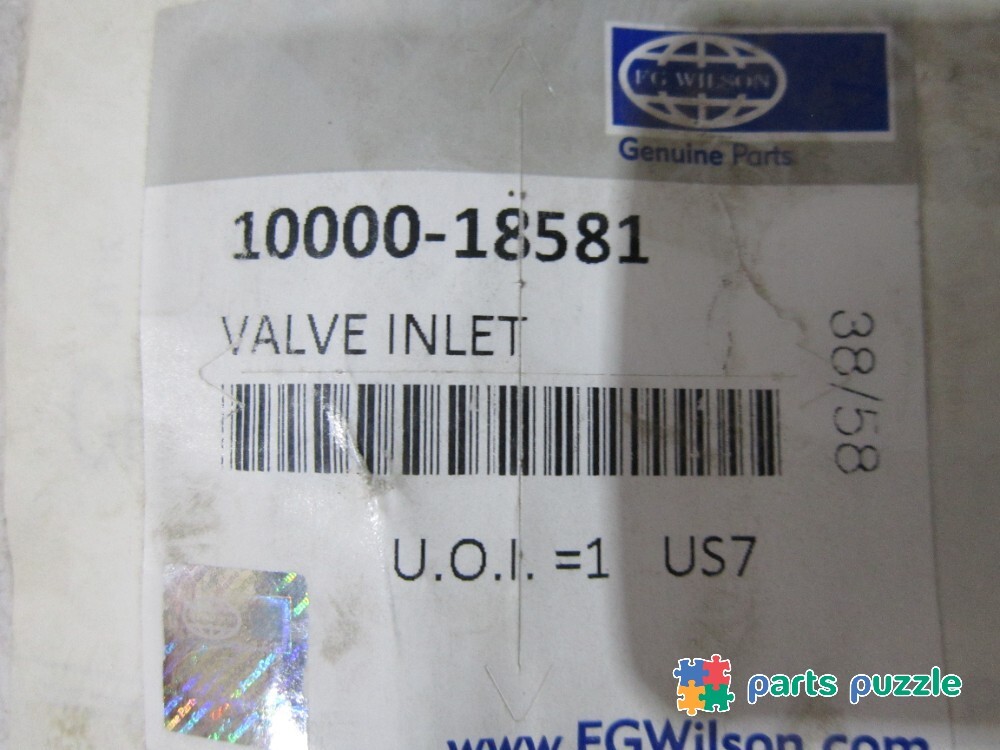 FG WILSON
Genuine Parts
10000-18581
VALVE INLET
38/58
U.O.I. =1 US7
www.FGWilson.com
parts puzzle